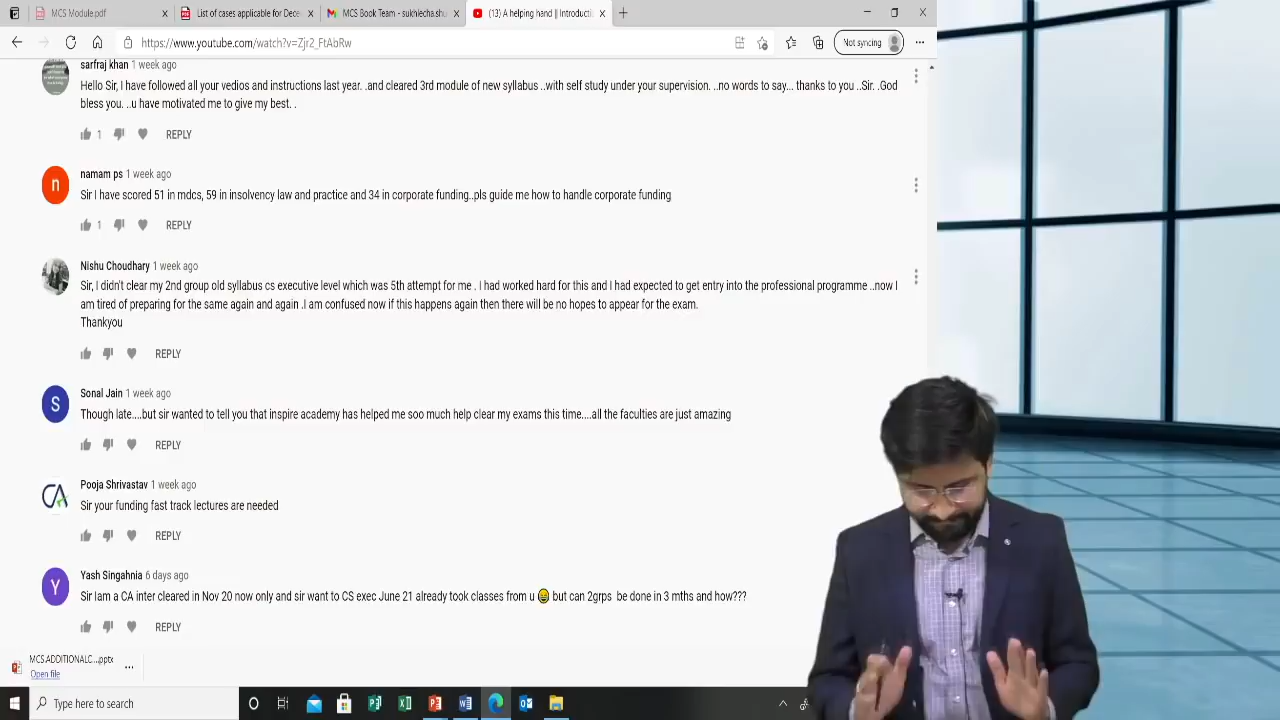 MCS Module.pdf
List of cases applicable for Dece
MCS Book Team - sukhlecha.sh
(13) A helping hand || Introducti
https://www.youtube.com/watch?v=Zjr2_FtAbRw
Not syncing
sarfraj khan 1 week ago
Hello Sir, I have followed all your vedios and instructions last year. .and cleared 3rd module of new syllabus ..with self study under your supervision. ..no words to say... thanks to you ..Sir. .God
bless you. ..u have motivated me to give my best. .
1 REPLY
namam ps 1 week ago
Sir I have scored 51 in mdcs, 59 in insolvency law and practice and 34 in corporate funding..pls guide me how to handle corporate funding
1 REPLY
Nishu Choudhary 1 week ago
Sir, I didn't clear my 2nd group old syllabus cs executive level which was 5th attempt for me . I had worked hard for this and I had expected to get entry into the professional programme ..now I
am tired of preparing for the same again and again .I am confused now if this happens again then there will be no hopes to appear for the exam.
Thankyou
REPLY
Sonal Jain 1 week ago
Though late....but sir wanted to tell you that inspire academy has helped me soo much help clear my exams this time....all the faculties are just amazing
REPLY
Pooja Shrivastav 1 week ago
Sir your funding fast track lectures are needed
REPLY
Yash Singahnia 6 days ago
Sir Iam a CA inter cleared in Nov 20 now only and sir want to CS exec June 21 already took classes from u 😀 but can 2grps be done in 3 mths and how???
REPLY
MCS.ADDITIONALC....pptx
Open file
Type here to search